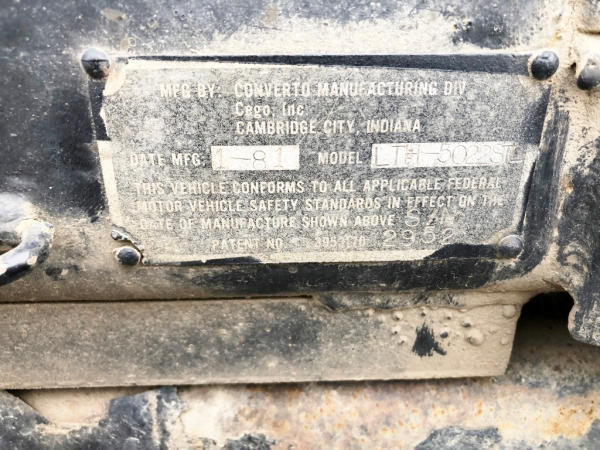 MFG BY: CONVERTO MANUFACTURING DIV
Cego, Inc
CAMBRIDGE CITY, INDIANA
DATE MFG. 1-81 MODEL LTH-5022ST
THIS VEHICLE CONFORMS TO ALL APPLICABLE FEDERAL
MOTOR VEHICLE SAFETY STANDARDS IN EFFECT ON THE
DATE OF MANUFACTURE SHOWN ABOVE
PATENT NO. 3953170 2952